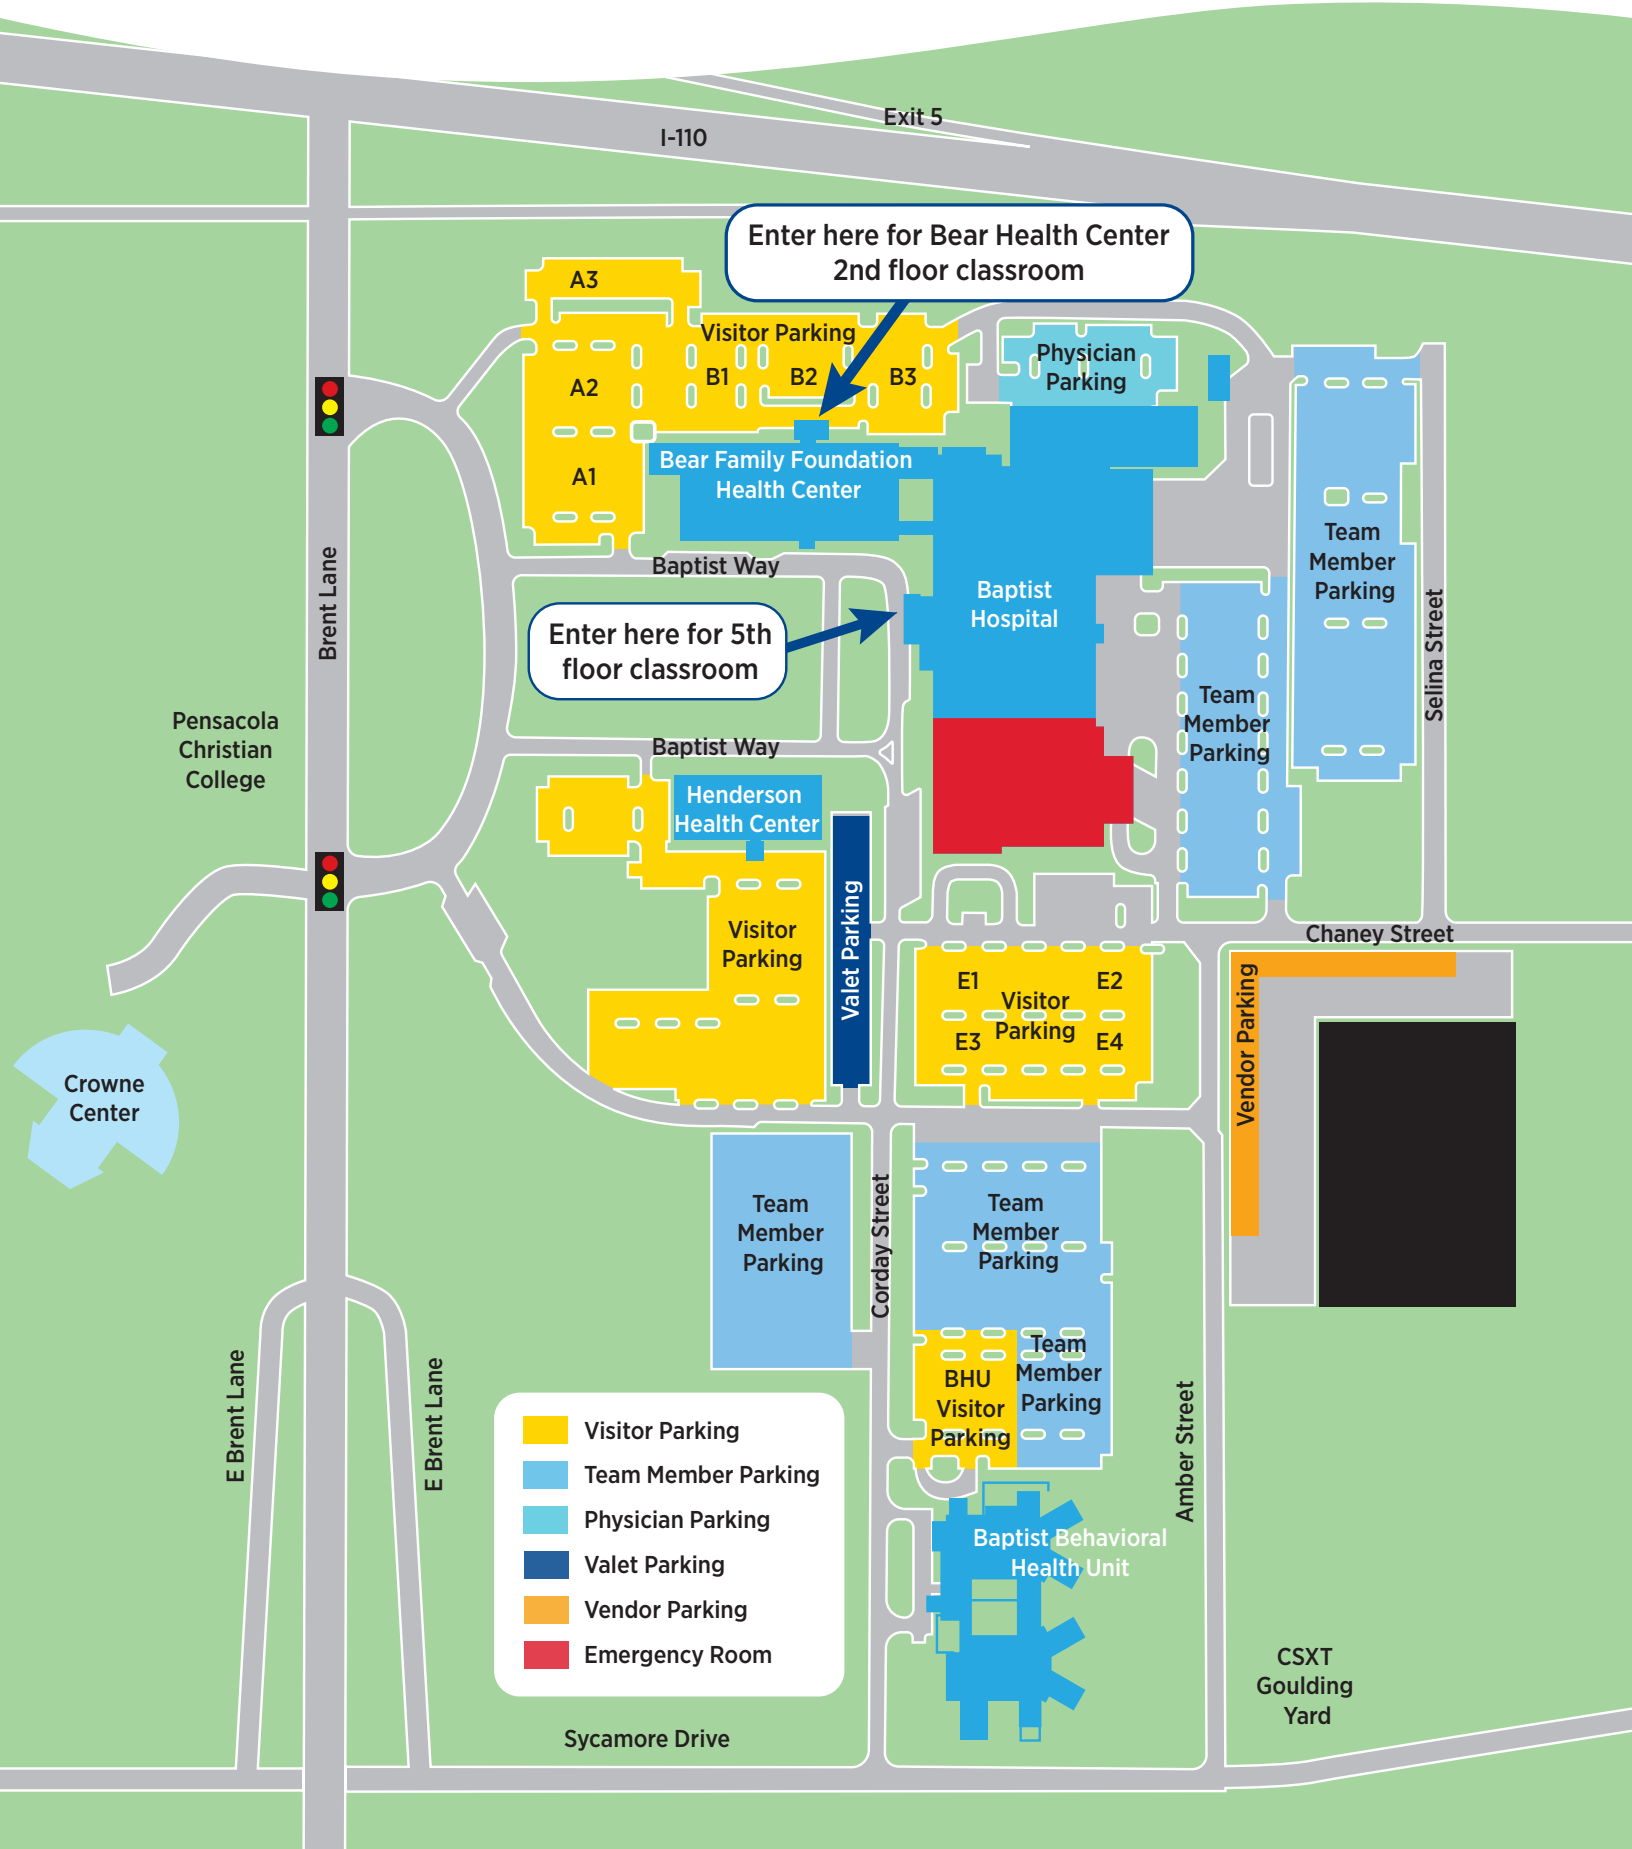 Exit 5
I-110
Enter here for Bear Health Center
2nd floor classroom
A3
Visitor Parking
A2
B1
B2
B3
Physician
Parking
A1
Bear Family Foundation
Health Center
Baptist Way
Brent Lane
Team
Member
Parking
Baptist
Hospital
Enter here for 5th
floor classroom
Selina Street
Team
Member
Parking
Pensacola
Christian
College
Baptist Way
Henderson
Health Center
Visitor
Parking
Valet Parking
Chaney Street
E1
E2
Visitor
Parking
E3
E4
Vendor Parking
Crowne
Center
Team
Member
Parking
Corday Street
Team
Member
Parking
Team
Member
Parking
BHU
Visitor
Parking
E Brent Lane
E Brent Lane
Amber Street
Visitor Parking
Team Member Parking
Physician Parking
Valet Parking
Vendor Parking
Emergency Room
Baptist Behavioral
Health Unit
CSXT
Goulding
Yard
Sycamore Drive